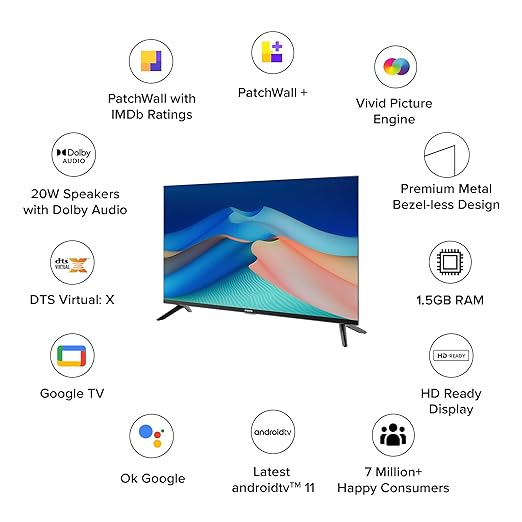 PatchWall with
IMDb Ratings
PatchWall +
Vivid Picture
Engine
Dolby
AUDIO
20W Speakers
with Dolby Audio
Premium Metal
Bezel-less Design
dts
VIRTUAL:X
DTS Virtual: X
1.5GB RAM
Google TV
HD READY
HD Ready
Display
Ok Google
androidtv
Latest
androidtv™ 11
7 Million+
Happy Consumers